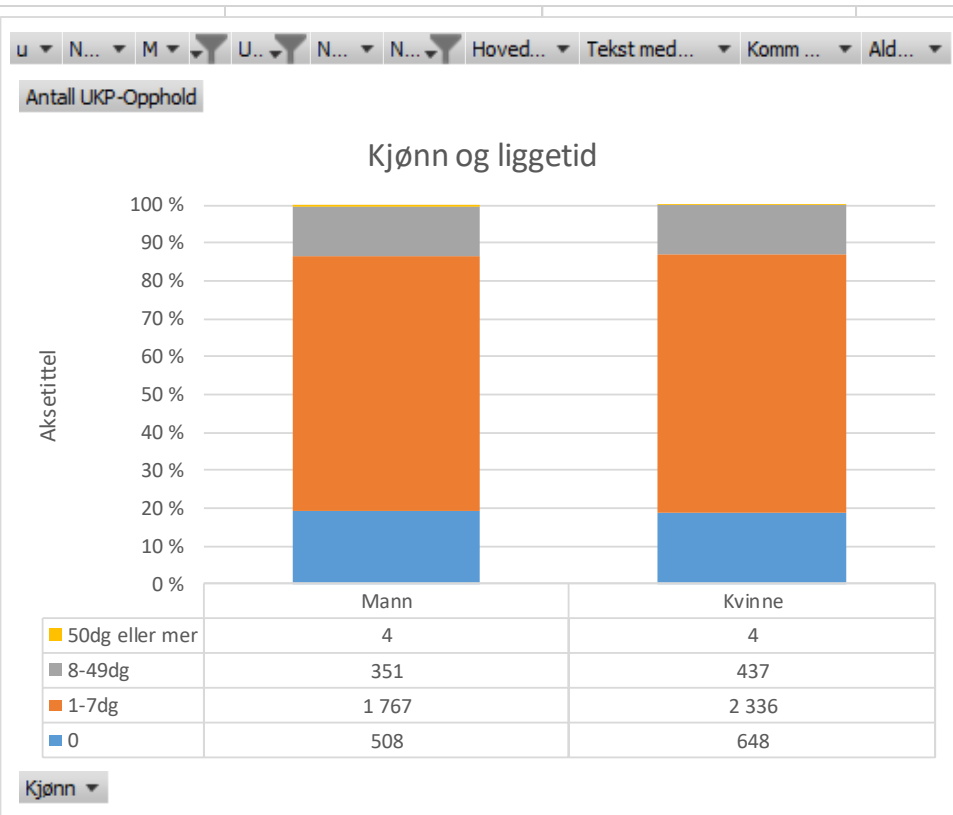 u N... M U.. N... N... Hoved... Tekst med... Komm ... Ald...
Antall UKP-Opphold
Kjønn og liggetid
100 %
90 %
80 %
70 %
60 %
50 %
40 %
30 %
20 %
10 %
0 %
Aksetittel
Mann Kvinne
50dg eller mer 4 4
8-49dg 351 437
1-7dg 1 767 2 336
0 508 648
Kjønn